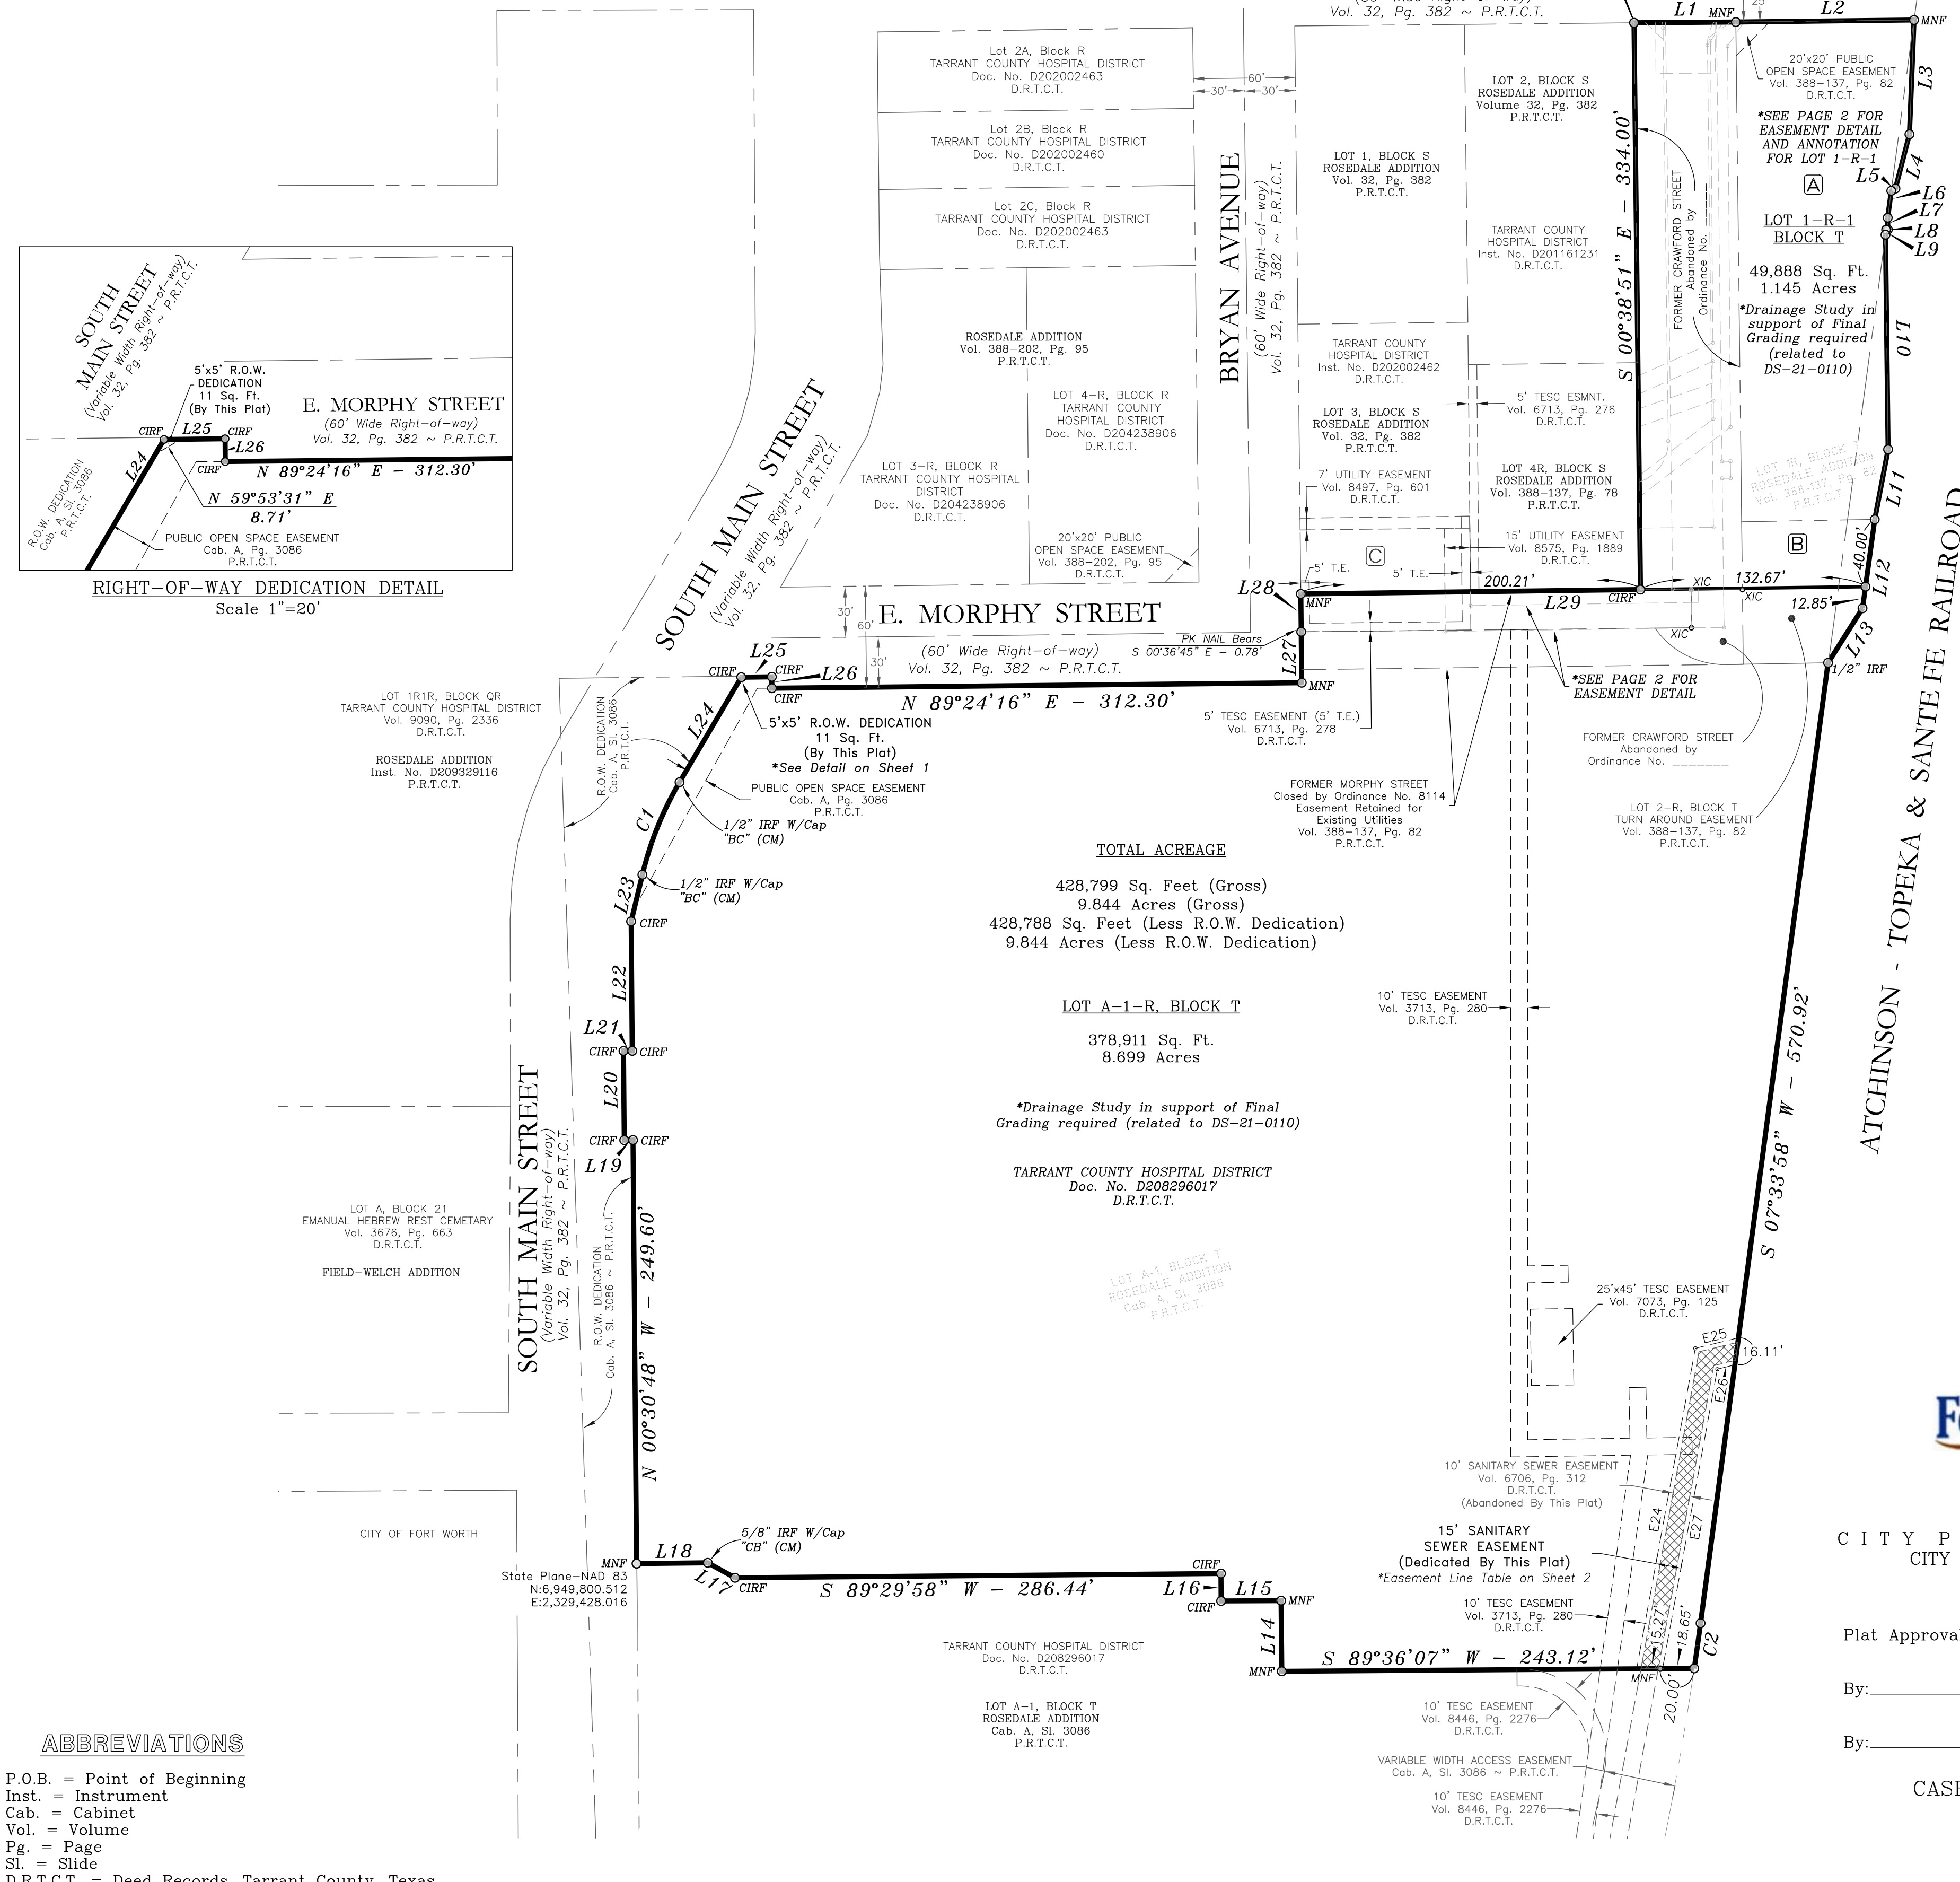 Vol. 32, Pg. 382 ~ P.R.T.C.T.
L1
MNF
L2
MNF
25'
Lot 2A, Block R
TARRANT COUNTY HOSPITAL DISTRICT
Doc. No. D202002463
D.R.T.C.T.
60'
30'
30'
LOT 2, BLOCK S
ROSEDALE ADDITION
Volume 32, Pg. 382
P.R.T.C.T.
20'x20' PUBLIC
OPEN SPACE EASEMENT
Vol. 388-137, Pg. 82
D.R.T.C.T.
L3
*SEE PAGE 2 FOR
EASEMENT DETAIL
AND ANNOTATION
FOR LOT 1-R-1
Lot 2B, Block R
TARRANT COUNTY HOSPITAL DISTRICT
Doc. No. D202002460
D.R.T.C.T.
LOT 1, BLOCK S
ROSEDALE ADDITION
Vol. 32, Pg. 382
P.R.T.C.T.
L4
L5
L6
L7
L8
L9
A
LOT 1-R-1
BLOCK T
49,888 Sq. Ft.
1.145 Acres
*Drainage Study in
support of Final
Grading required
(related to
DS-21-0110)
L10
Lot 2C, Block R
TARRANT COUNTY HOSPITAL DISTRICT
Doc. No. D202002463
D.R.T.C.T.
BRYAN AVENUE
(60' Wide Right-of-way)
Vol. 32, Pg. 382 ~ P.R.T.C.T.
TARRANT COUNTY
HOSPITAL DISTRICT
Inst. No. D201161231
D.R.T.C.T.
S 00°38'51" E - 334.00'
FORMER CRAWFORD STREET
Abandoned by
Ordinance No. ______
SOUTH
MAIN STREET
(Variable Width Right-of-way)
Vol. 32, Pg. 382 ~ P.R.T.C.T.
5'x5' R.O.W.
DEDICATION
11 Sq. Ft.
(By This Plat)
E. MORPHY STREET
(60' Wide Right-of-way)
Vol. 32, Pg. 382 ~ P.R.T.C.T.
CIRF
L25
CIRF
L26
CIRF
N 89°24'16" E - 312.30'
L24
N 59°53'31" E
8.71'
R.O.W. DEDICATION
Cab. A, Sl. 3086
P.R.T.C.T.
PUBLIC OPEN SPACE EASEMENT
Cab. A, Pg. 3086
P.R.T.C.T.
RIGHT-OF-WAY DEDICATION DETAIL
Scale 1"=20'
ROSEDALE ADDITION
Vol. 388-202, Pg. 95
P.R.T.C.T.
LOT 4-R, BLOCK R
TARRANT COUNTY
HOSPITAL DISTRICT
Doc. No. D204238906
D.R.T.C.T.
LOT 3-R, BLOCK R
TARRANT COUNTY HOSPITAL
DISTRICT
Doc. No. D204238906
D.R.T.C.T.
20'x20' PUBLIC
OPEN SPACE EASEMENT
Vol. 388-202, Pg. 95
D.R.T.C.T.
TARRANT COUNTY
HOSPITAL DISTRICT
Inst. No. D202002462
D.R.T.C.T.
LOT 3, BLOCK S
ROSEDALE ADDITION
Vol. 32, Pg. 382
P.R.T.C.T.
5' TESC ESMNT.
Vol. 6713, Pg. 276
D.R.T.C.T.
7' UTILITY EASEMENT
Vol. 8497, Pg. 601
D.R.T.C.T.
LOT 4R, BLOCK S
ROSEDALE ADDITION
Vol. 388-137, Pg. 78
P.R.T.C.T.
15' UTILITY EASEMENT
Vol. 8575, Pg. 1889
D.R.T.C.T.
LOT 1R, BLOCK
ROSEDALE ADDITION
Vol. 388-137, Pg. 82
P.R.T.C.T.
L11
B
C
5' T.E.
5' T.E.
40.00'
L12
L28
MNF
200.21'
L29
CIRF
XIC
132.67'
XIC
12.85'
XIC
L13
1/2" IRF
SOUTH MAIN STREET
(Variable Width Right-of-way)
Vol. 32, Pg. 382 ~ P.R.T.C.T.
30'
60'
30'
E. MORPHY STREET
(60' Wide Right-of-way)
Vol. 32, Pg. 382 ~ P.R.T.C.T.
PK NAIL Bears
S 00°36'45" E - 0.78'
L27
MNF
L25
CIRF
CIRF
L26
CIRF
N 89°24'16" E - 312.30'
*SEE PAGE 2 FOR
EASEMENT DETAIL
ATCHINSON - TOPEKA & SANTE FE RAILROAD
LOT 1R1R, BLOCK QR
TARRANT COUNTY HOSPITAL DISTRICT
Vol. 9090, Pg. 2336
D.R.T.C.T.
ROSEDALE ADDITION
Inst. No. D209329116
P.R.T.C.T.
R.O.W. DEDICATION
Cab. A, Sl. 3086
P.R.T.C.T.
L24
5'x5' R.O.W. DEDICATION
11 Sq. Ft.
(By This Plat)
*See Detail on Sheet 1
PUBLIC OPEN SPACE EASEMENT
Cab. A, Pg. 3086
P.R.T.C.T.
5' TESC EASEMENT (5' T.E.)
Vol. 6713, Pg. 278
D.R.T.C.T.
FORMER CRAWFORD STREET
Abandoned by
Ordinance No. _______
FORMER MORPHY STREET
Closed by Ordinance No. 8114
Easement Retained for
Existing Utilities
Vol. 388-137, Pg. 82
P.R.T.C.T.
LOT 2-R, BLOCK T
TURN AROUND EASEMENT
Vol. 388-137, Pg. 82
P.R.T.C.T.
C1
1/2" IRF W/Cap
"BC" (CM)
1/2" IRF W/Cap
"BC" (CM)
L23
CIRF
TOTAL ACREAGE
428,799 Sq. Feet (Gross)
9.844 Acres (Gross)
428,788 Sq. Feet (Less R.O.W. Dedication)
9.844 Acres (Less R.O.W. Dedication)
L22
L21
CIRF
CIRF
LOT A-1-R, BLOCK T
378,911 Sq. Ft.
8.699 Acres
10' TESC EASEMENT
Vol. 3713, Pg. 280
D.R.T.C.T.
S 07°33'58" W - 570.92'
L20
CIRF
CIRF
L19
*Drainage Study in support of Final
Grading required (related to DS-21-0110)
TARRANT COUNTY HOSPITAL DISTRICT
Doc. No. D208296017
D.R.T.C.T.
SOUTH MAIN STREET
(Variable Width Right-of-way)
Vol. 32, Pg. 382 ~ P.R.T.C.T.
R.O.W. DEDICATION
Cab. A, Sl. 3086 ~ P.R.T.C.T.
N 00°30'48" W - 249.60'
LOT A, BLOCK 21
EMANUAL HEBREW REST CEMETARY
Vol. 3676, Pg. 663
D.R.T.C.T.
FIELD-WELCH ADDITION
LOT A-1, BLOCK T
ROSEDALE ADDITION
Cab. A, Sl. 3086
P.R.T.C.T.
25'x45' TESC EASEMENT
Vol. 7073, Pg. 125
D.R.T.C.T.
E25
16.11'
E26
10' SANITARY SEWER EASEMENT
Vol. 6706, Pg. 312
D.R.T.C.T.
(Abandoned By This Plat)
E24
E27
15' SANITARY
SEWER EASEMENT
(Dedicated By This Plat)
*Easement Line Table on Sheet 2
10' TESC EASEMENT
Vol. 3713, Pg. 280
D.R.T.C.T.
CITY OF FORT WORTH
MNF
L18
5/8" IRF W/Cap
"CB" (CM)
L17
CIRF
State Plane-NAD 83
N:6,949,800.512
E:2,329,428.016
S 89°29'58" W - 286.44'
CIRF
L16
CIRF
L15
MNF
L14
MNF
S 89°36'07" W - 243.12'
15.27'
18.65'
C2
MNF
20.00'
TARRANT COUNTY HOSPITAL DISTRICT
Doc. No. D208296017
D.R.T.C.T.
LOT A-1, BLOCK T
ROSEDALE ADDITION
Cab. A, Sl. 3086
P.R.T.C.T.
10' TESC EASEMENT
Vol. 8446, Pg. 2276
D.R.T.C.T.
VARIABLE WIDTH ACCESS EASEMENT
Cab. A, Sl. 3086 ~ P.R.T.C.T.
10' TESC EASEMENT
Vol. 8446, Pg. 2276
D.R.T.C.T.
CITY P
CITY
Plat Approva
By:
By:
CAS
ABBREVIATIONS
P.O.B. = Point of Beginning
Inst. = Instrument
Cab. = Cabinet
Vol. = Volume
Pg. = Page
Sl. = Slide
D.R.T.C.T. = Deed Records, Tarrant County, Texas